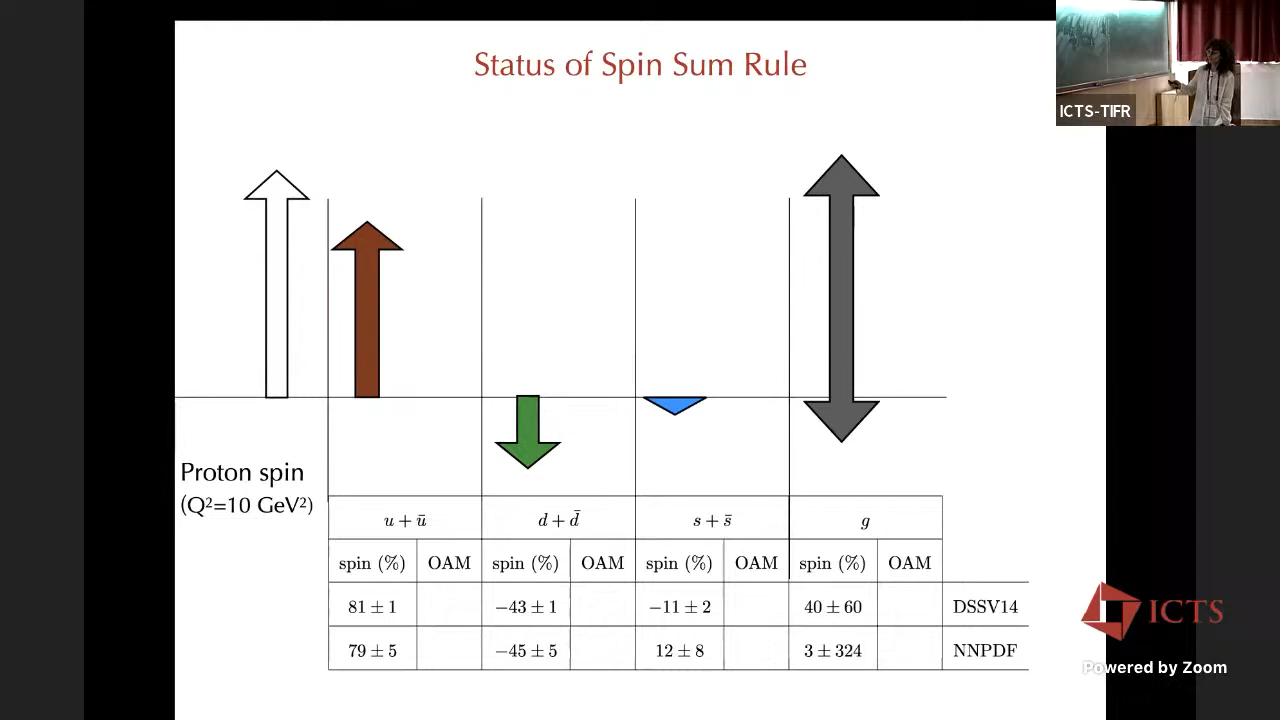 Status of Spin Sum Rule
ICTS-TIFR
Proton spin
(Q²=10 GeV²)
u + ū d + d̄ s + s̄ g
spin (%) OAM spin (%) OAM spin (%) OAM spin (%) OAM
81 ± 1 −43 ± 1 −11 ± 2 40 ± 60 DSSV14
79 ± 5 −45 ± 5 12 ± 8 3 ± 324 NNPDF
ICTS
Powered by Zoom